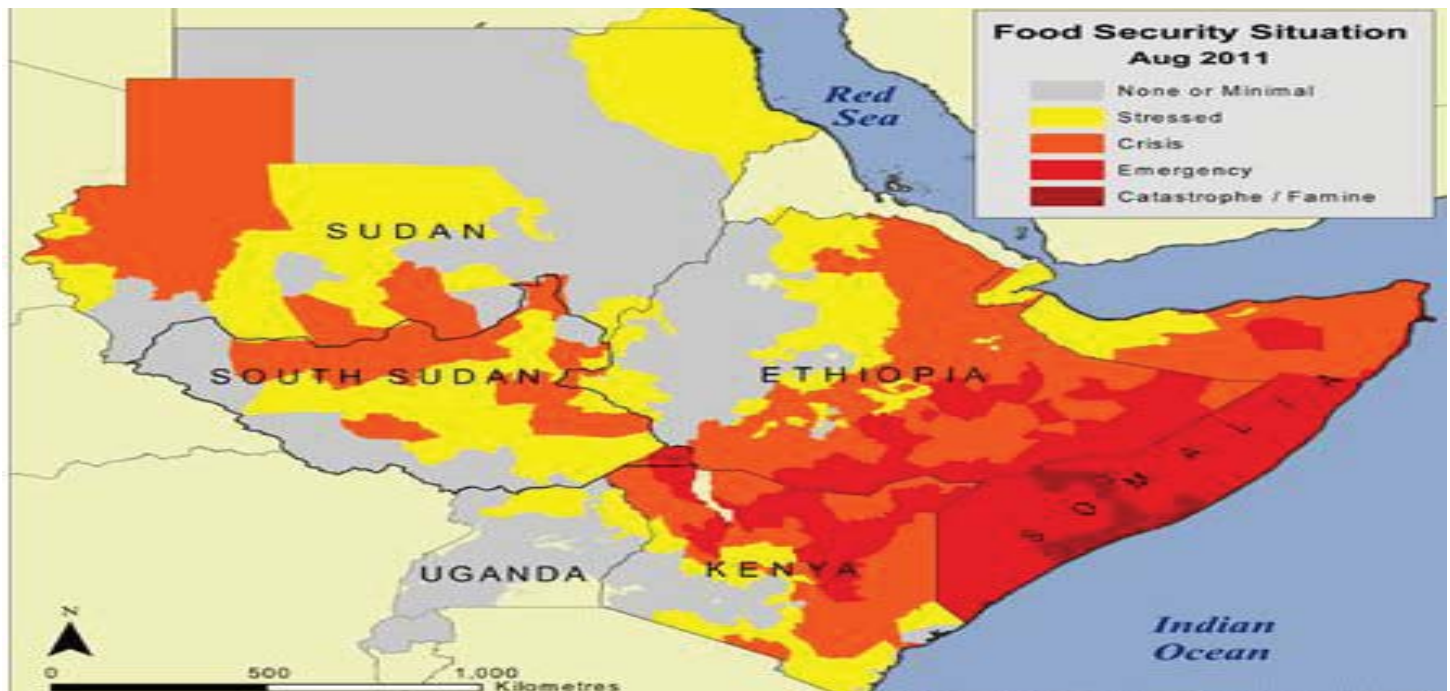 Food Security Situation
Aug 2011
None or Minimal
Stressed
Crisis
Emergency
Catastrophe / Famine
Red
Sea
SUDAN
SOUTH SUDAN
ETHIOPIA
SOMALIA
UGANDA
KENYA
Indian
Ocean
N
0 500 1,000
Kilometres